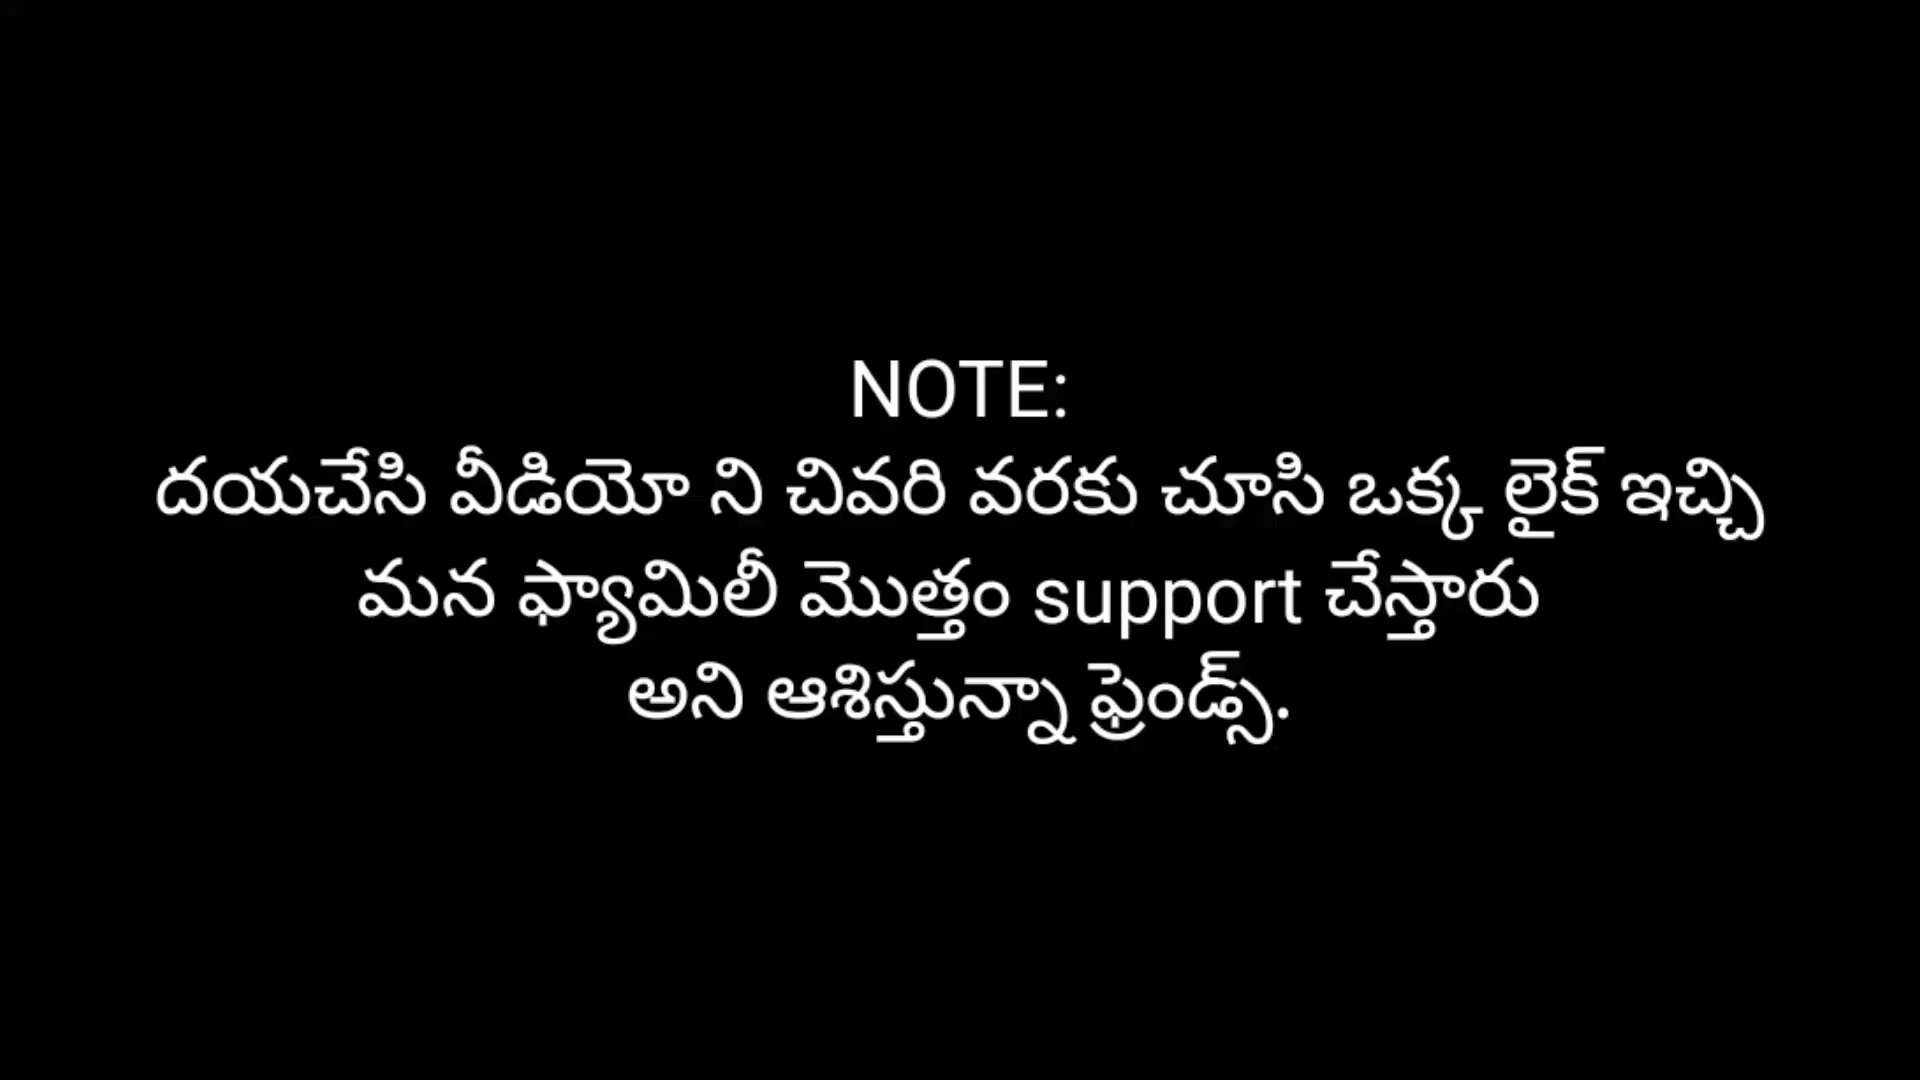 NOTE:
దయచేసి వీడియో ని చివరి వరకు చూసి ఒక్క లైక్ ఇచ్చి
మన ఫ్యామిలీ మొత్తం support చేస్తారు
అని ఆశిస్తున్నా ఫ్రెండ్స్.